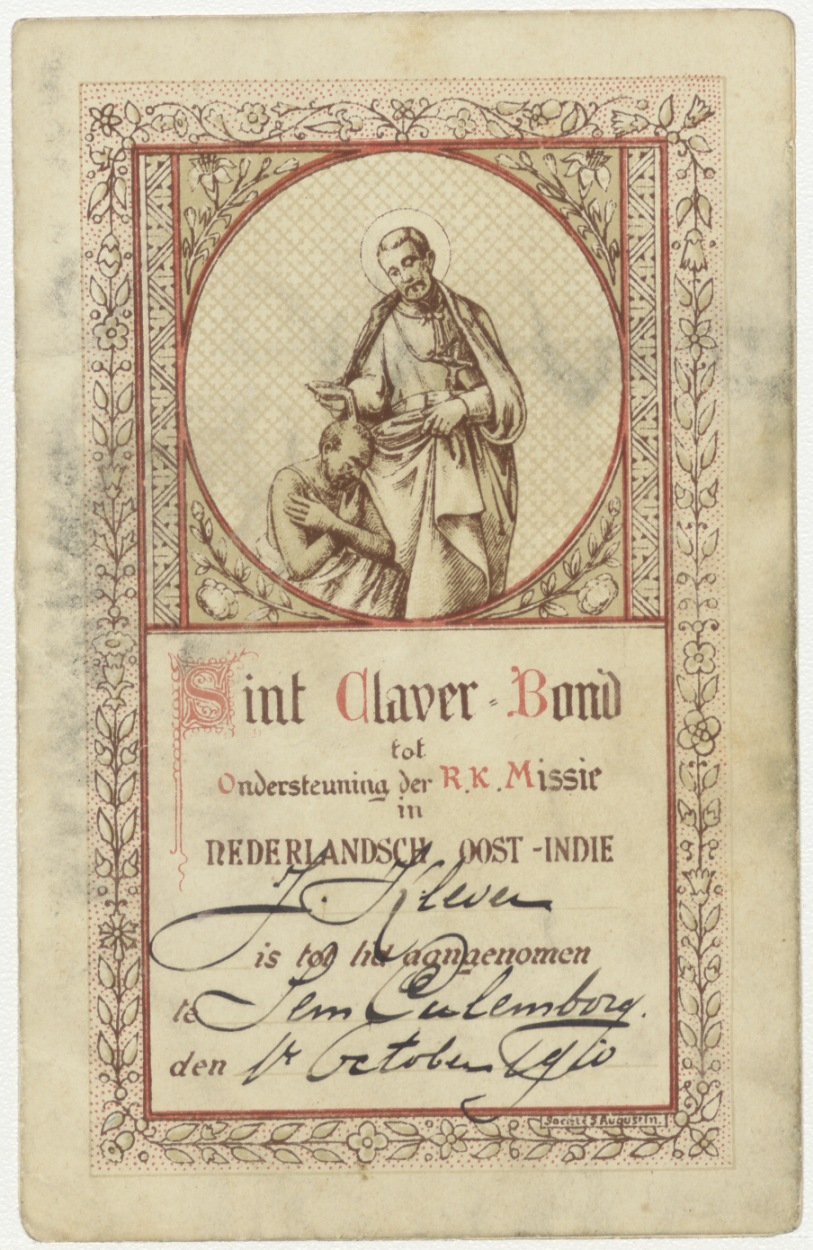 Sint Claver-Bond
tot
Ondersteuning der R.K. Missie
in
NEDERLANDSCH OOST-INDIE
J. Klever
is tot lid aangenomen
te Sem Culemborg.
den 1e October 1910
Société S. Augustin.